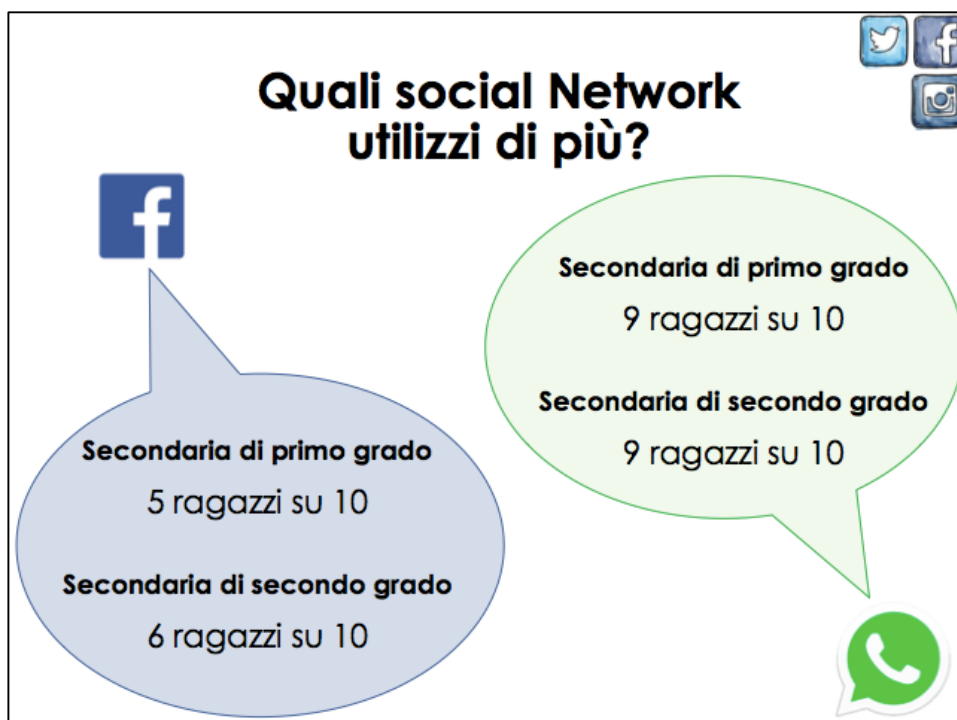 Quali social Network
utilizzi di più?
Secondaria di primo grado
5 ragazzi su 10
Secondaria di secondo grado
6 ragazzi su 10
Secondaria di primo grado
9 ragazzi su 10
Secondaria di secondo grado
9 ragazzi su 10